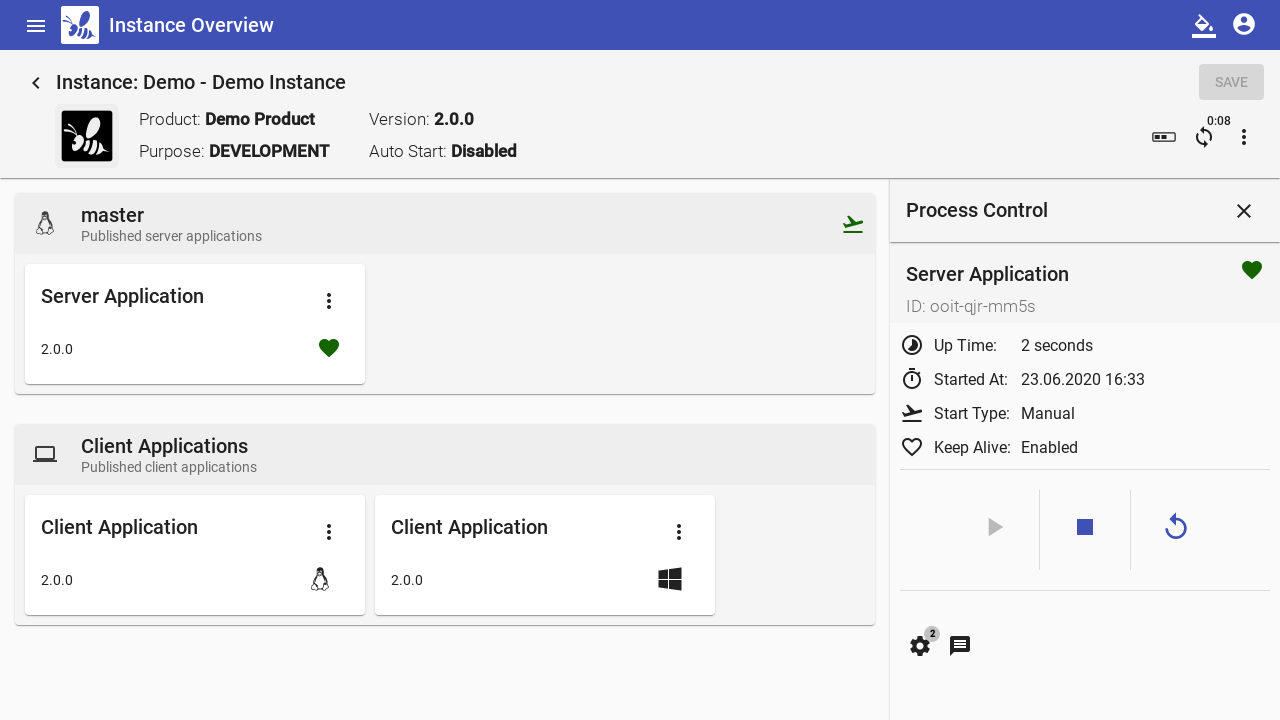 Instance Overview
Instance: Demo - Demo Instance
SAVE
Product: Demo Product
Version: 2.0.0
Purpose: DEVELOPMENT
Auto Start: Disabled
0:08
master
Published server applications
Server Application
2.0.0
Client Applications
Published client applications
Client Application
2.0.0
Client Application
2.0.0
Process Control
Server Application
ID: ooit-qjr-mm5s
Up Time: 2 seconds
Started At: 23.06.2020 16:33
Start Type: Manual
Keep Alive: Enabled
2